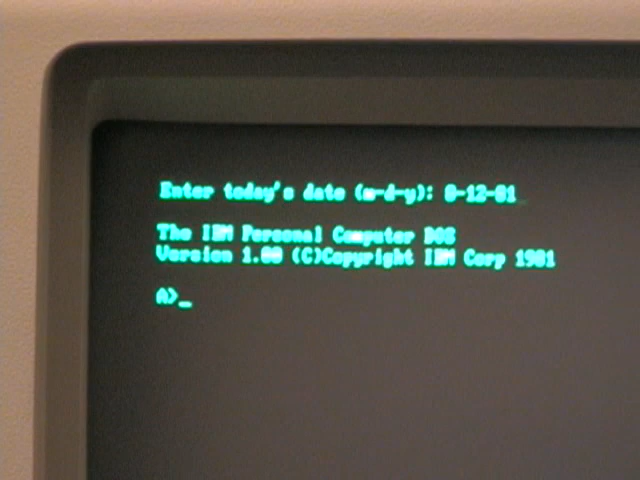 Enter today's date (m-d-y): 8-12-81
The IBM Personal Computer DOS
Version 1.00 (C)Copyright IBM Corp 1981
A>_